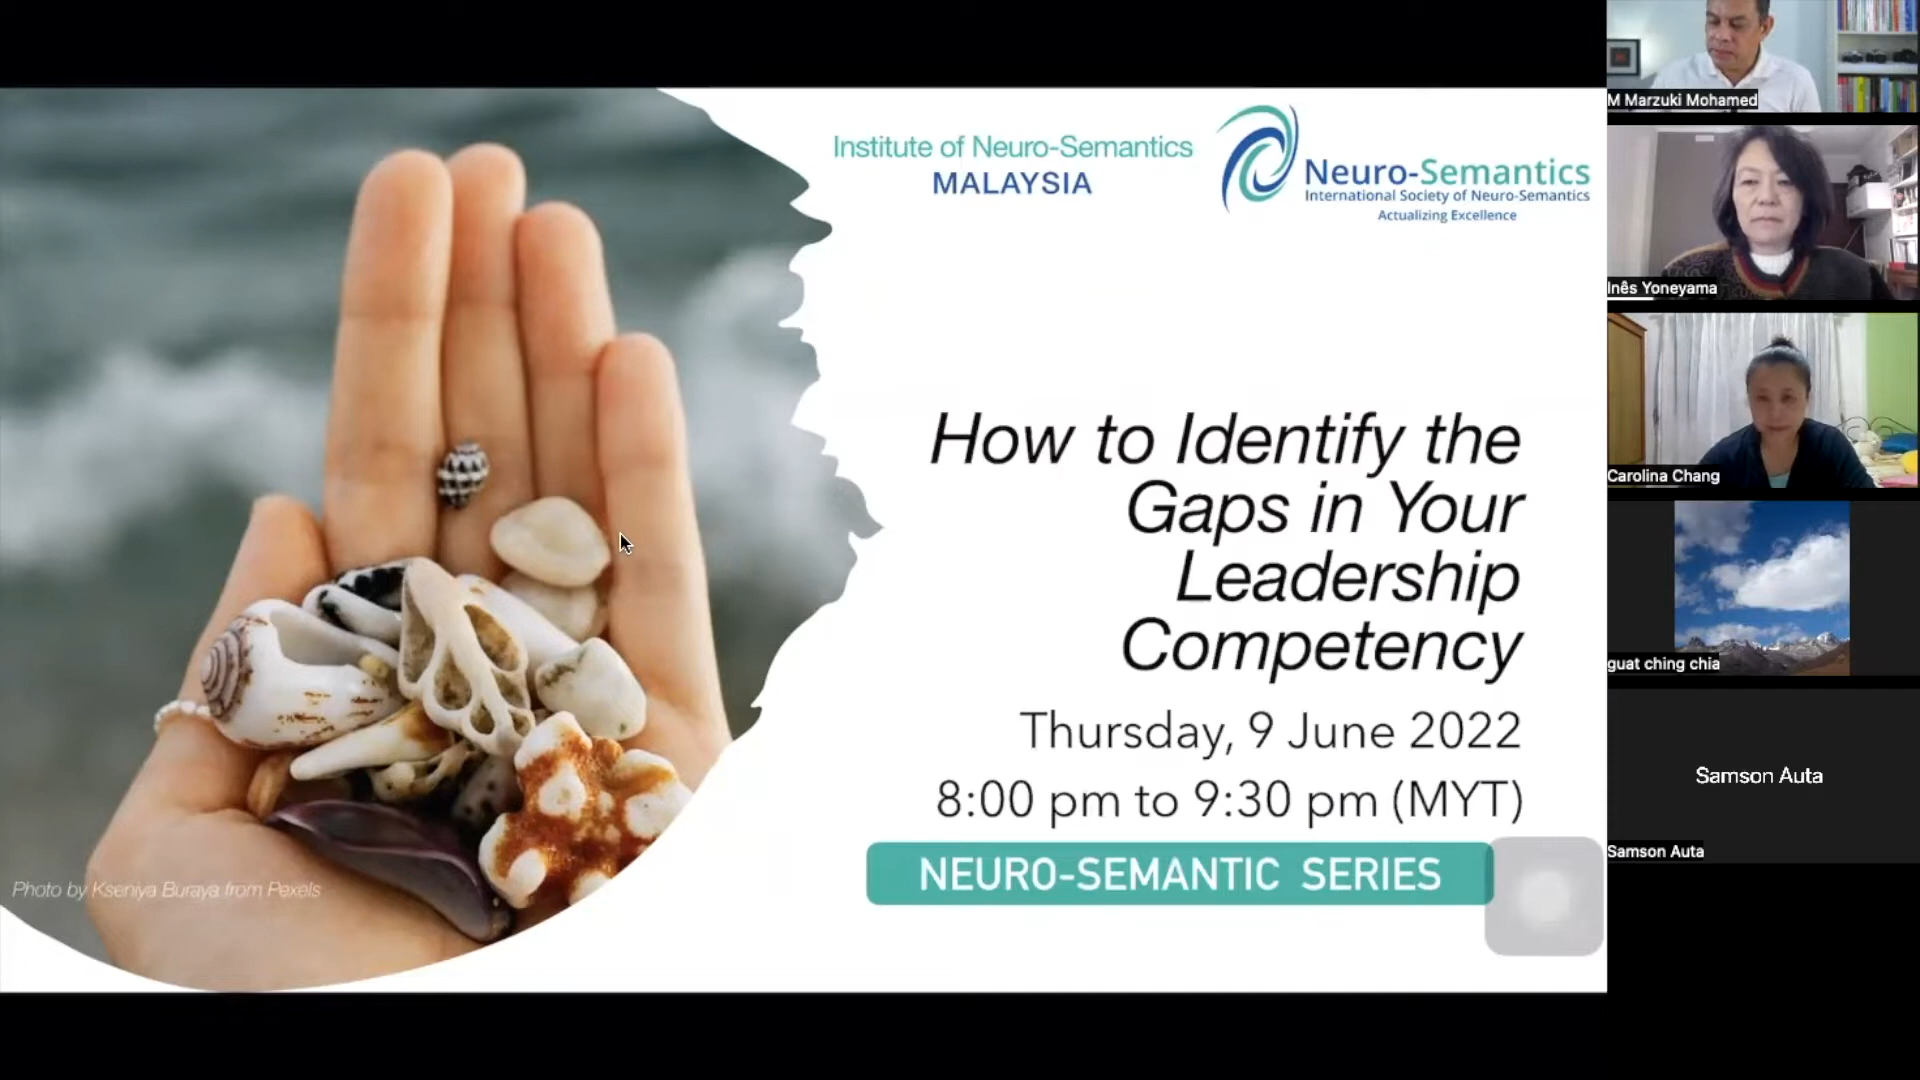 Institute of Neuro-Semantics
MALAYSIA
Neuro-Semantics
International Society of Neuro-Semantics
Actualizing Excellence
How to Identify the
Gaps in Your
Leadership
Competency
Thursday, 9 June 2022
8:00 pm to 9:30 pm (MYT)
NEURO-SEMANTIC SERIES
Photo by Kseniya Buraya from Pexels
M Marzuki Mohamed
Inês Yoneyama
Carolina Chang
guat ching chia
Samson Auta
Samson Auta